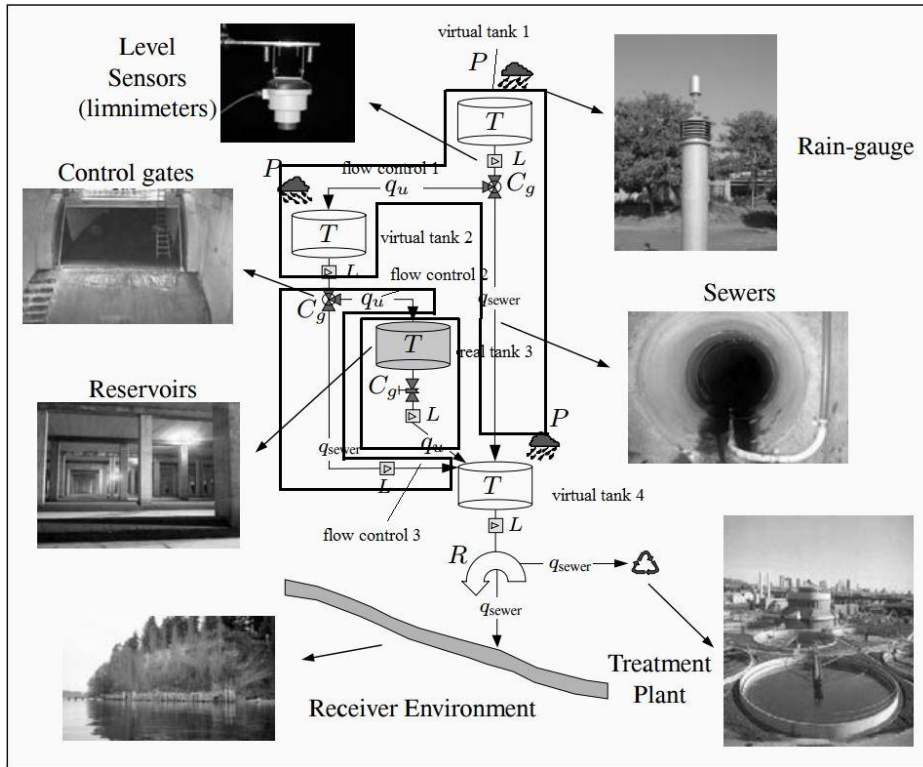 virtual tank 1
Level
Sensors
(limnimeters)
P
T
L
Rain-gauge
Control gates
P
flow control 1
q_u
C_g
T
virtual tank 2
L
flow control 2
C_g
q_u
q_sewer
Sewers
T
real tank 3
Reservoirs
C_g
L
P
q_sewer
q_u
T
L
virtual tank 4
flow control 3
L
R
q_sewer
q_sewer
Treatment
Plant
Receiver Environment